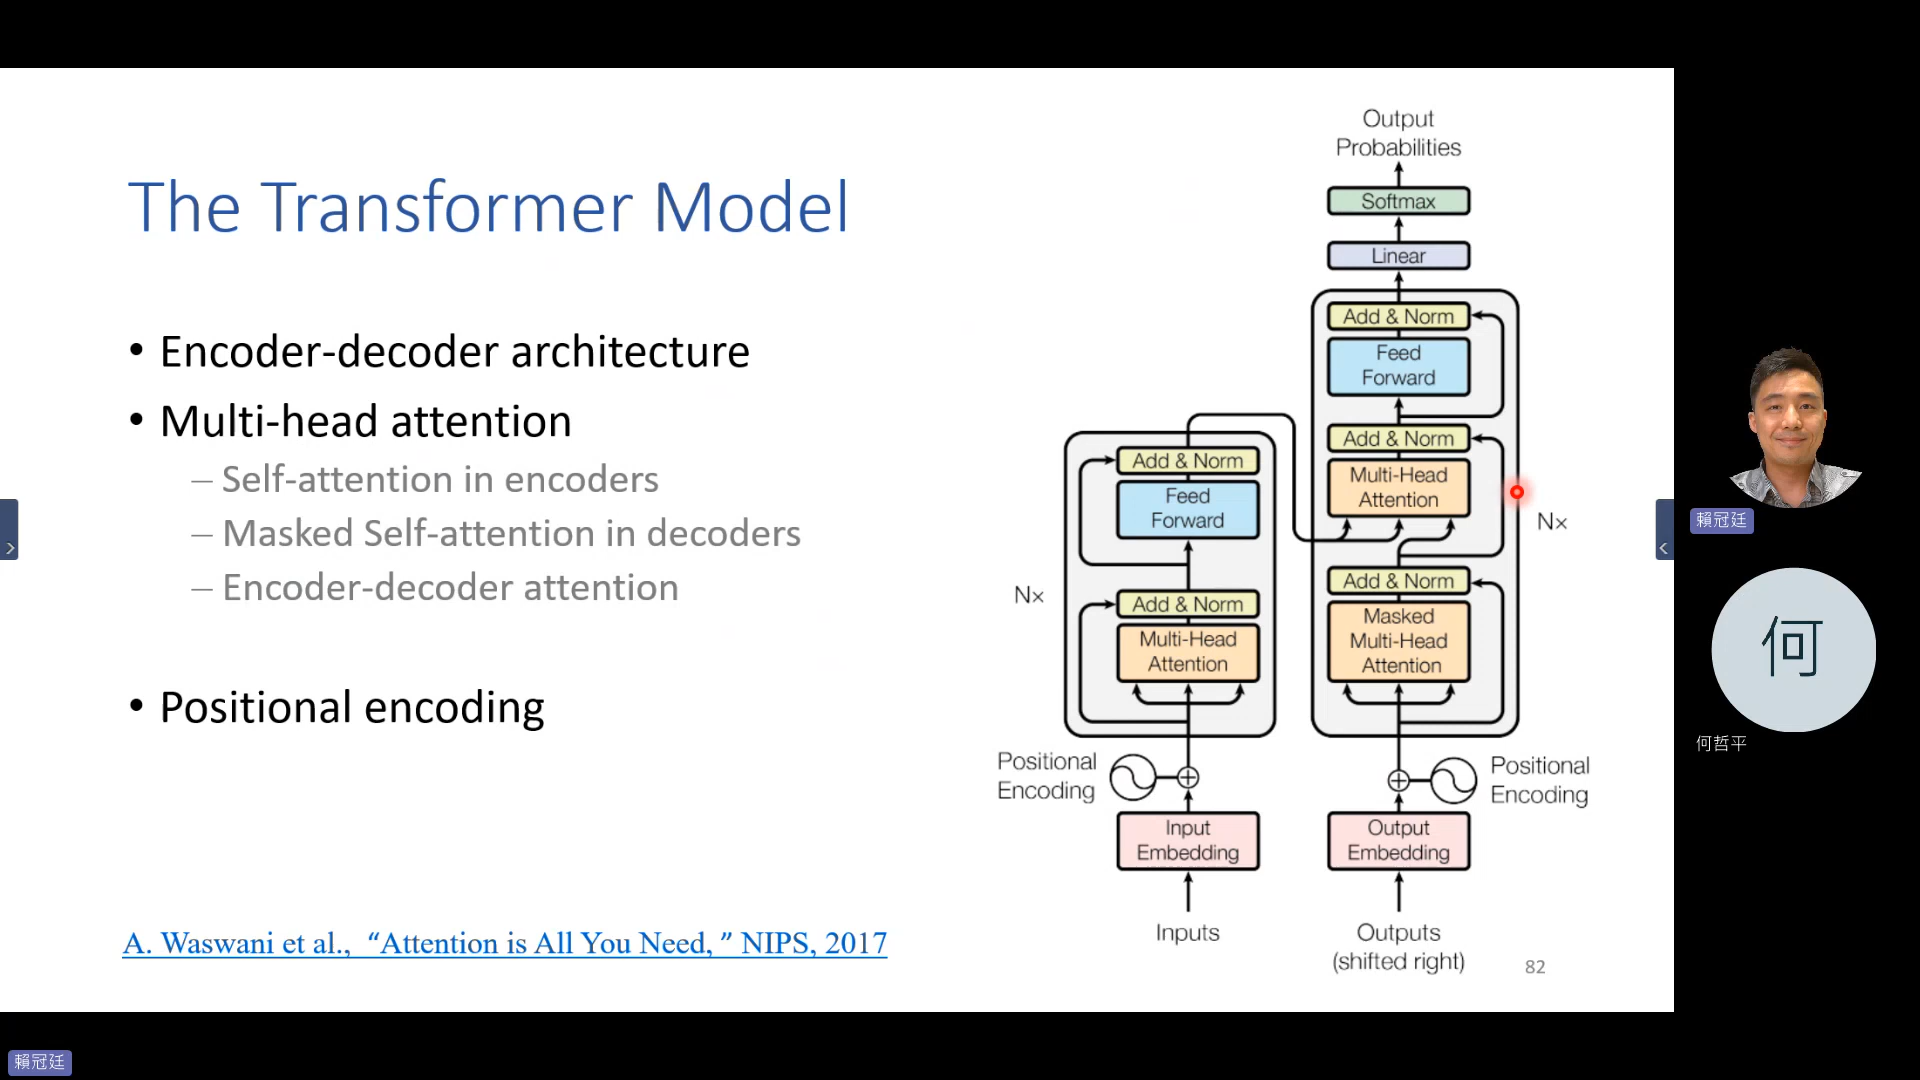 The Transformer Model
• Encoder-decoder architecture
• Multi-head attention
– Self-attention in encoders
– Masked Self-attention in decoders
– Encoder-decoder attention
• Positional encoding
A. Waswani et al., “Attention is All You Need, ” NIPS, 2017
Output
Probabilities
Softmax
Linear
Add & Norm
Feed
Forward
Add & Norm
Multi-Head
Attention
Nx
Add & Norm
Masked
Multi-Head
Attention
Positional
Encoding
Output
Embedding
Outputs
(shifted right)
Add & Norm
Feed
Forward
Nx
Add & Norm
Multi-Head
Attention
Positional
Encoding
Input
Embedding
Inputs
82
賴冠廷
何
何哲平
賴冠廷